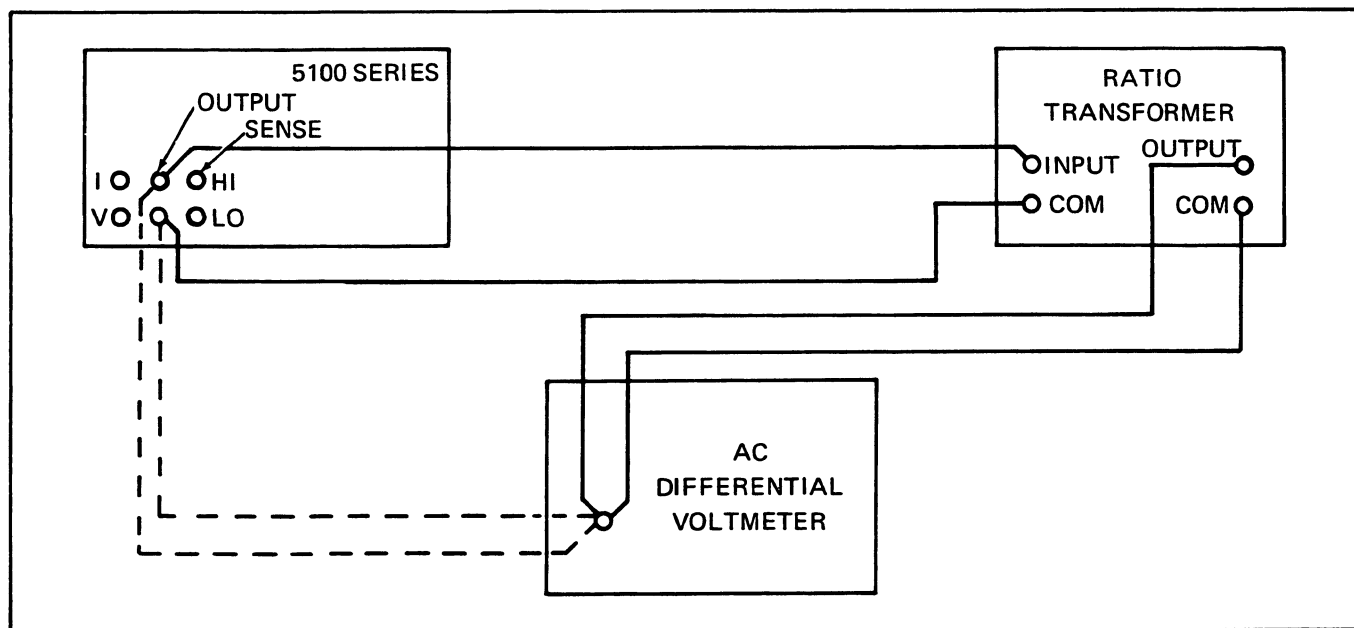 5100 SERIES
OUTPUT
SENSE
I
HI
V
LO
RATIO
TRANSFORMER
INPUT
OUTPUT
COM
COM
AC
DIFFERENTIAL
VOLTMETER